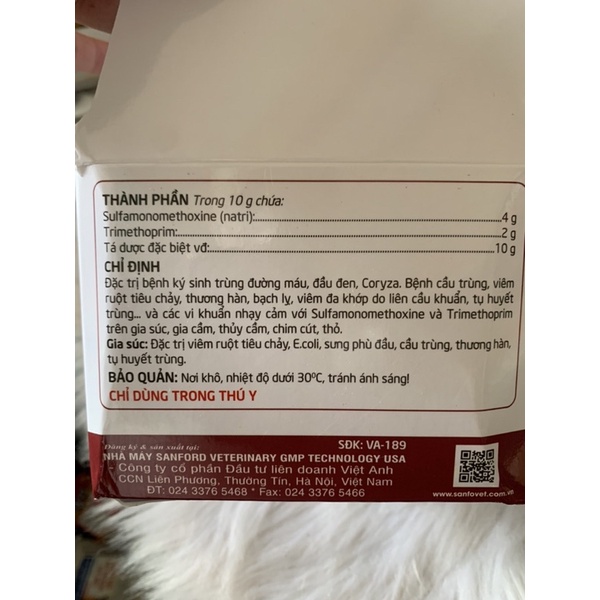 THÀNH PHẦN Trong 10 g chứa:
Sulfamonomethoxine (natri):........4 g
Trimethoprim:........2 g
Tá dược đặc biệt vđ:........10 g
CHỈ ĐỊNH
Đặc trị bệnh ký sinh trùng đường máu, đầu đen, Coryza. Bệnh cầu trùng, viêm
ruột tiêu chảy, thương hàn, bạch lỵ, viêm đa khớp do liên cầu khuẩn, tụ huyết
trùng... và các vi khuẩn nhạy cảm với Sulfamonomethoxine và Trimethoprim
trên gia súc, gia cầm, thủy cầm, chim cút, thỏ.
Gia súc: Đặc trị viêm ruột tiêu chảy, E.coli, sưng phù đầu, cầu trùng, thương hàn,
tụ huyết trùng.
BẢO QUẢN: Nơi khô, nhiệt độ dưới 30ºC, tránh ánh sáng!
CHỈ DÙNG TRONG THÚ Y
Đăng ký & sản xuất tại:
SĐK: VA-189
NHÀ MÁY SANFORD VETERINARY GMP TECHNOLOGY USA
- Công ty cổ phần Đầu tư liên doanh Việt Anh
CCN Liên Phương, Thường Tín, Hà Nội, Việt Nam
ĐT: 024 3376 5468 * Fax: 024 3376 5466
www.sanfovet.com.vn